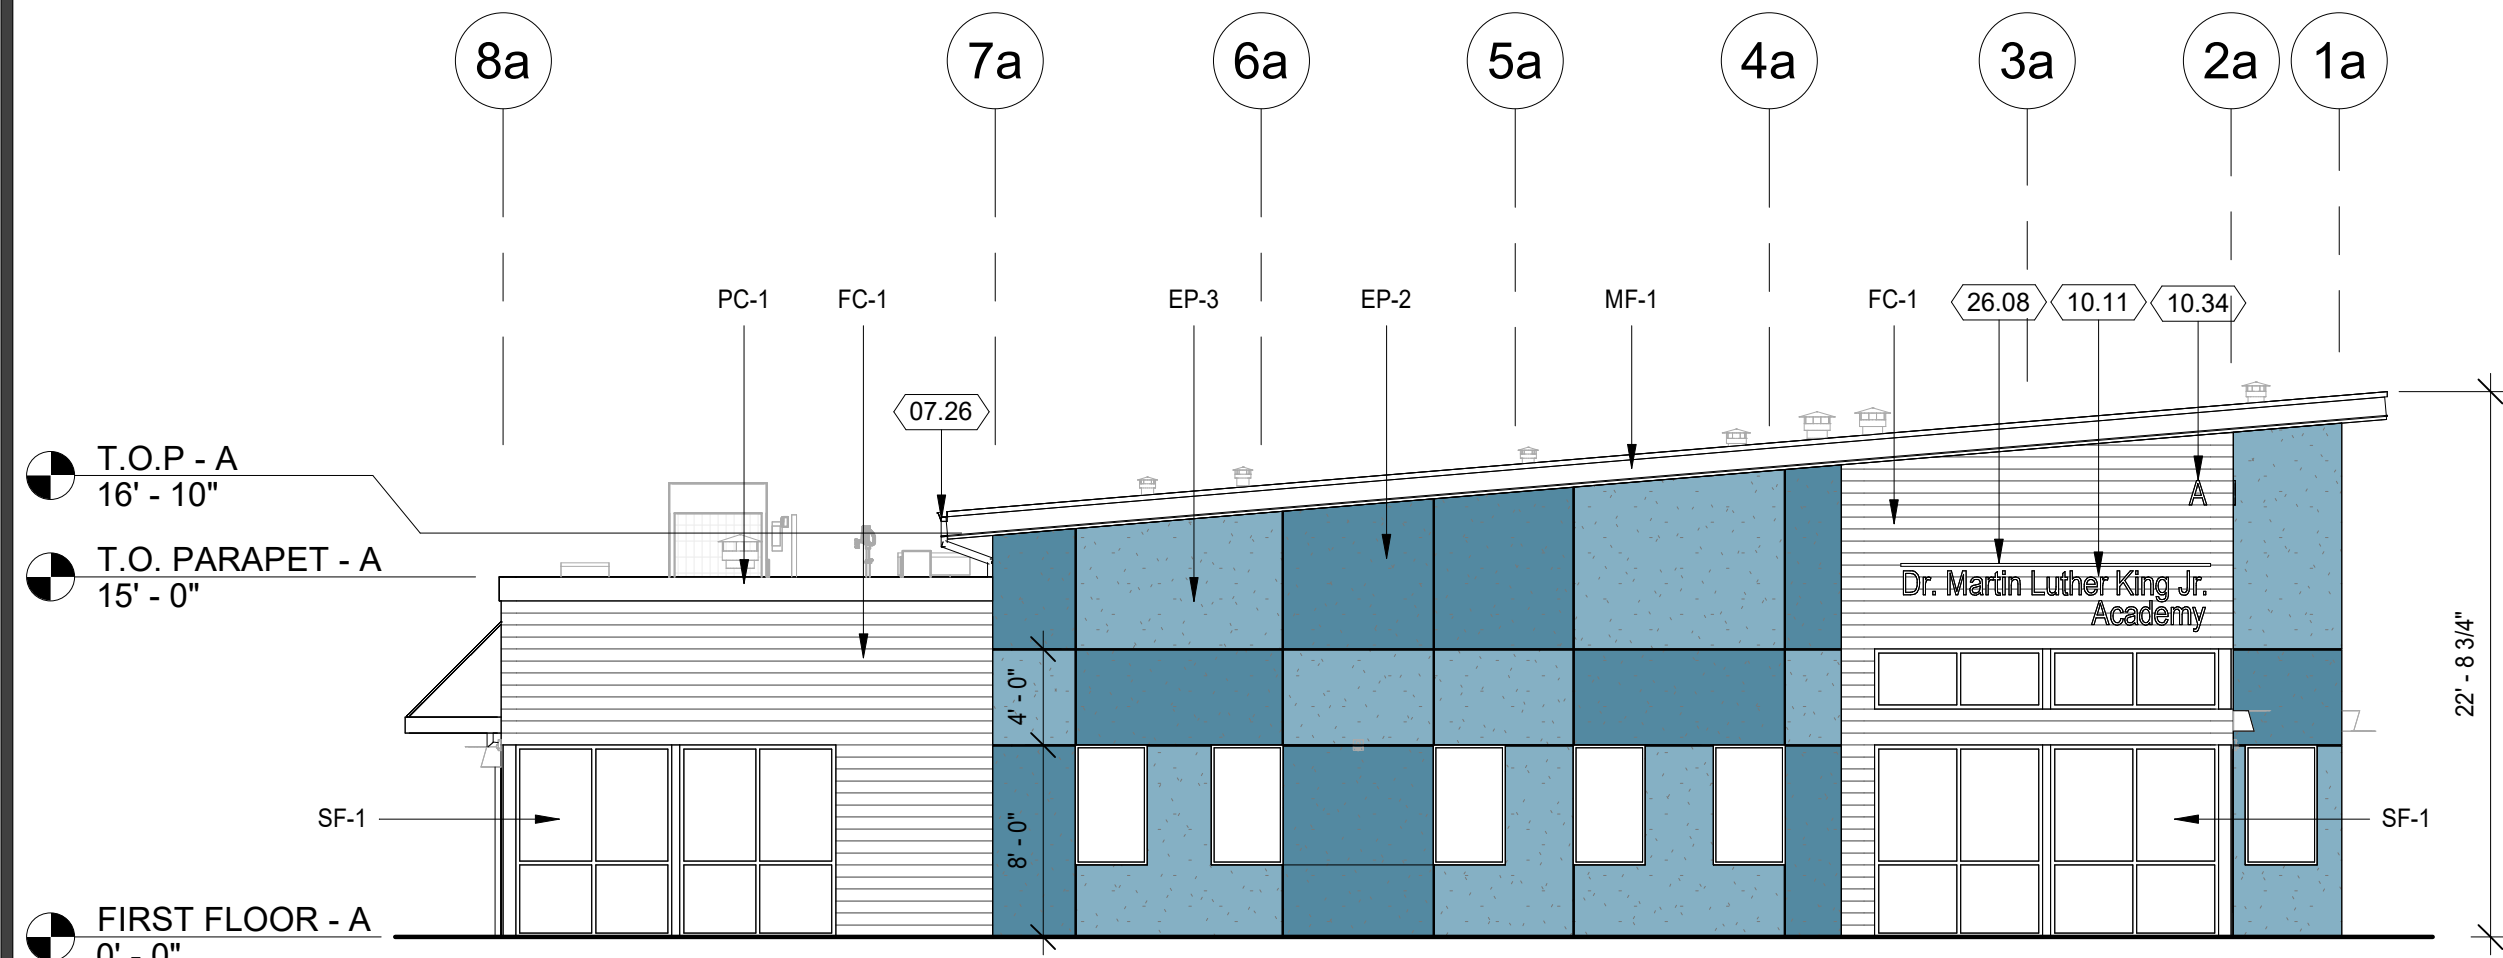 8a
7a
6a
5a
4a
3a
2a
1a
PC-1
FC-1
EP-3
EP-2
MF-1
FC-1
26.08
10.11
10.34
07.26
T.O.P - A
16' - 10"
T.O. PARAPET - A
15' - 0"
A
Dr. Martin Luther King Jr.
Academy
22' - 8 3/4"
4' - 0"
8' - 0"
SF-1
SF-1
FIRST FLOOR - A
0' - 0"